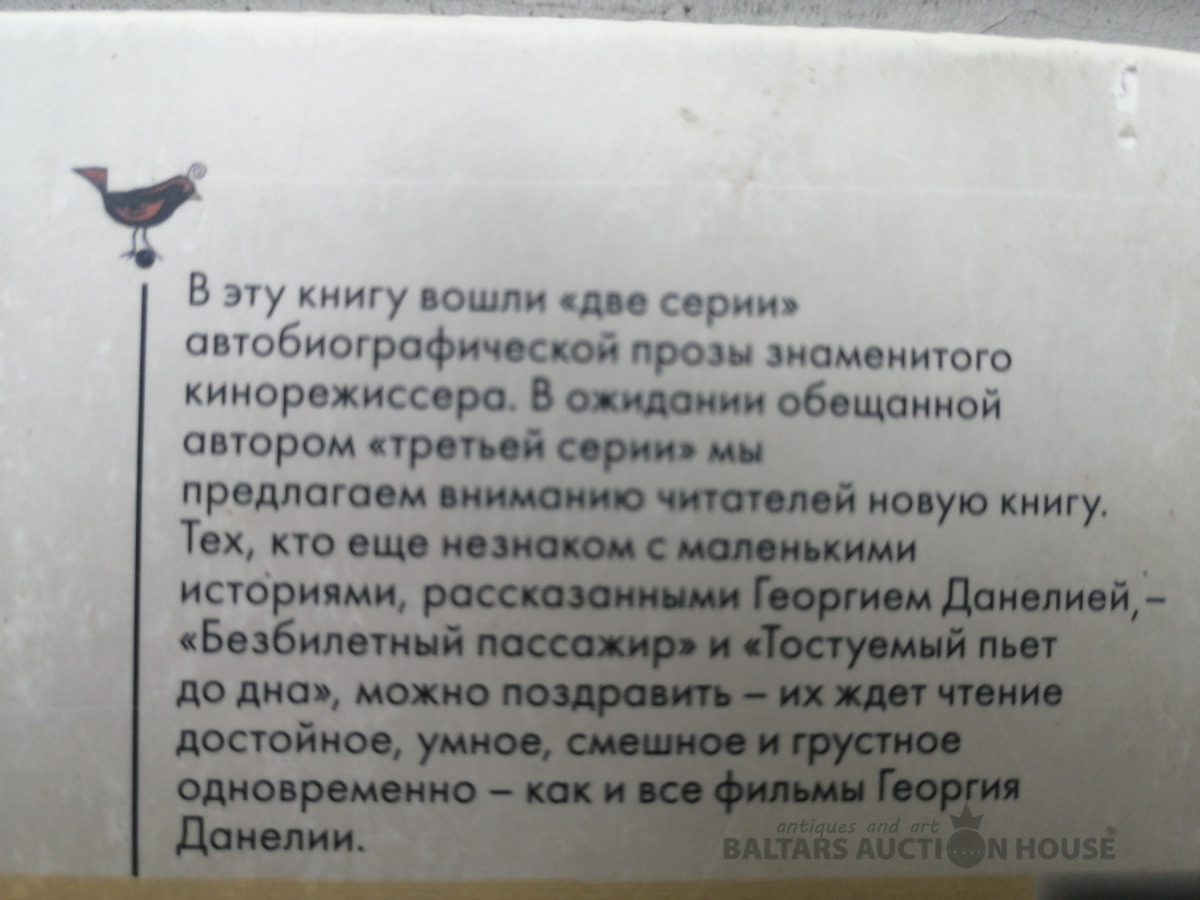 В эту книгу вошли «две серии»
автобиографической прозы знаменитого
кинорежиссера. В ожидании обещанной
автором «третьей серии» мы
предлагаем вниманию читателей новую книгу.
Тех, кто еще незнаком с маленькими
историями, рассказанными Георгием Данелией, –
«Безбилетный пассажир» и «Тостуемый пьет
до дна», можно поздравить – их ждет чтение
достойное, умное, смешное и грустное
одновременно – как и все фильмы Георгия
Данелии.
antiques and art
BALTARS AUCTION HOUSE